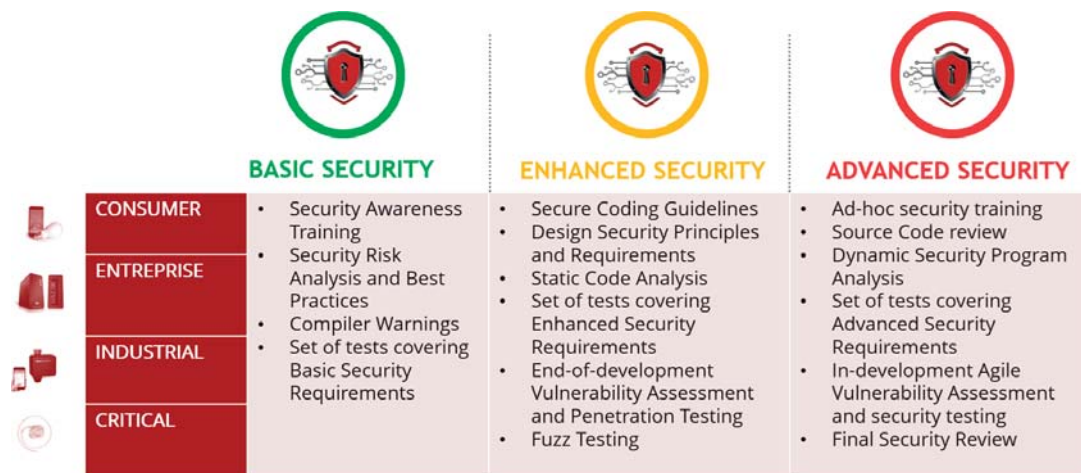 BASIC SECURITY
ENHANCED SECURITY
ADVANCED SECURITY
CONSUMER
ENTREPRISE
INDUSTRIAL
CRITICAL
• Security Awareness
Training
• Security Risk
Analysis and Best
Practices
• Compiler Warnings
• Set of tests covering
Basic Security
Requirements
• Secure Coding Guidelines
• Design Security Principles
and Requirements
• Static Code Analysis
• Set of tests covering
Enhanced Security
Requirements
• End-of-development
Vulnerability Assessment
and Penetration Testing
• Fuzz Testing
• Ad-hoc security training
• Source Code review
• Dynamic Security Program
Analysis
• Set of tests covering
Advanced Security
Requirements
• In-development Agile
Vulnerability Assessment
and security testing
• Final Security Review